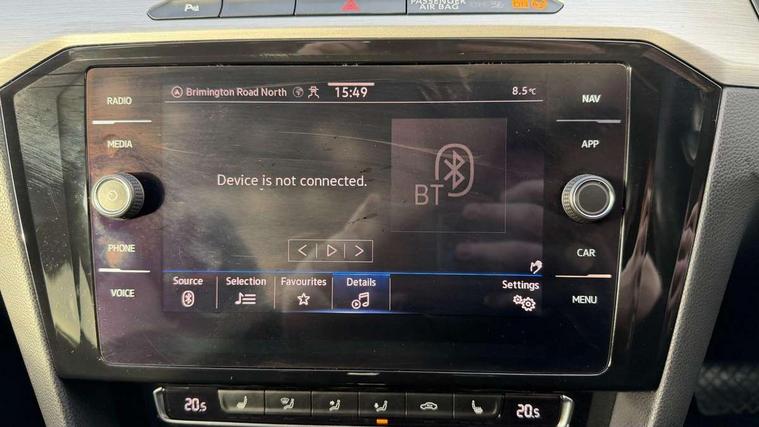 PASSENGER
AIR BAG
RADIO
Brimington Road North 15:49 8.5°C
NAV
MEDIA
APP
Device is not connected.
BT
PHONE
CAR
VOICE
Source Selection Favourites Details Settings
MENU
20.5 20.5